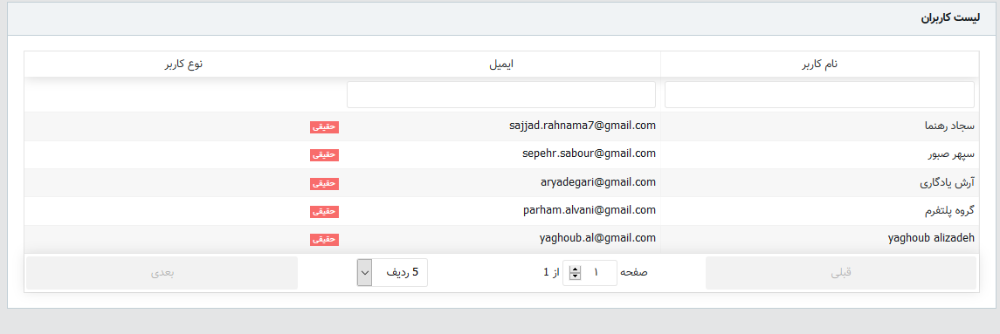 لیست کاربران
نام کاربر ایمیل نوع کاربر
سجاد رهنما sajjad.rahnama7@gmail.com حقیقی
سپهر صبور sepehr.sabour@gmail.com حقیقی
آرش یادگاری aryadegari@gmail.com حقیقی
گروه پلتفرم parham.alvani@gmail.com حقیقی
yaghoub alizadeh yaghoub.al@gmail.com حقیقی
قبلی صفحه ۱ از 1 5 ردیف بعدی